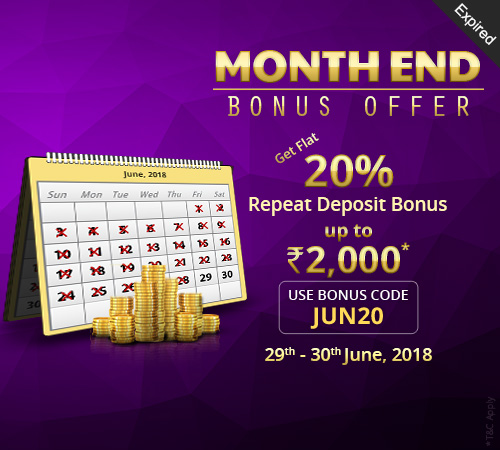 Expired
MONTH END
BONUS OFFER
Get Flat
20%
Repeat Deposit Bonus
up to
₹2,000*
USE BONUS CODE
JUN20
29th - 30th June, 2018
June, 2018
Sun Mon Tue Wed Thu Fri Sat
1 2
3 4 5 6 7 8 9
10 11 12 13 14 15 16
17 18 19 20 21 22 23
24 25 26 28 29 30
*T&C Apply